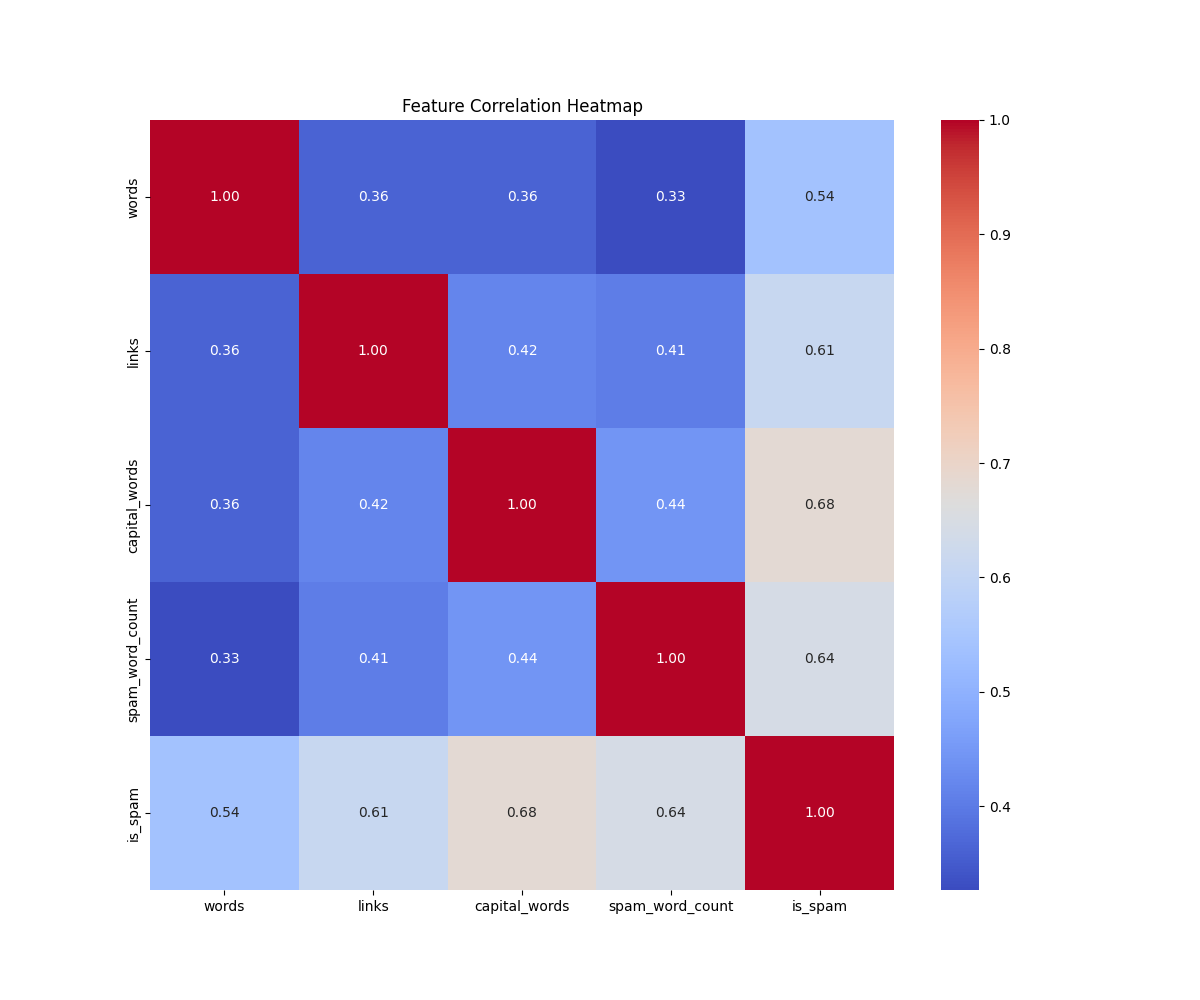 Feature Correlation Heatmap
words 1.00 0.36 0.36 0.33 0.54
links 0.36 1.00 0.42 0.41 0.61
capital_words 0.36 0.42 1.00 0.44 0.68
spam_word_count 0.33 0.41 0.44 1.00 0.64
is_spam 0.54 0.61 0.68 0.64 1.00
words links capital_words spam_word_count is_spam
1.0
0.9
0.8
0.7
0.6
0.5
0.4